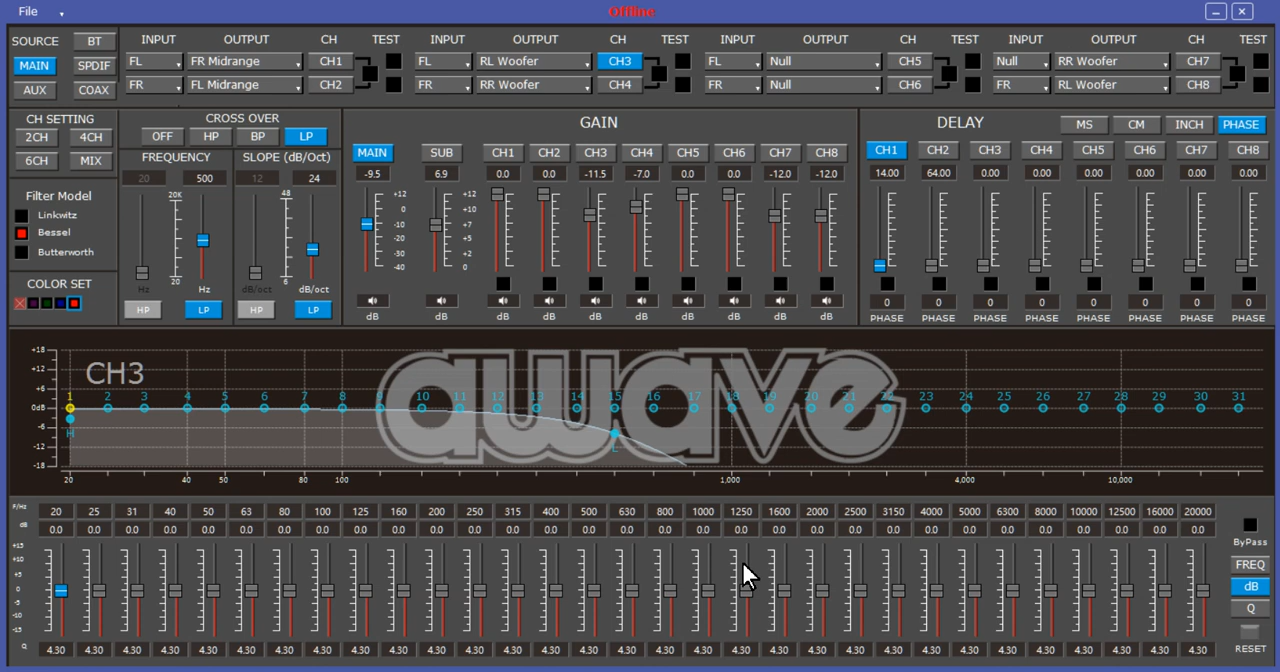 File
Offline
SOURCE BT INPUT OUTPUT CH TEST INPUT OUTPUT CH TEST INPUT OUTPUT CH TEST INPUT OUTPUT CH TEST
MAIN SPDIF FL FR Midrange CH1 FL RL Woofer CH3 FL Null CH5 Null RR Woofer CH7
AUX COAX FR FL Midrange CH2 FR RR Woofer CH4 FR Null CH6 FR RL Woofer CH8
CH SETTING
2CH 4CH
6CH MIX
Filter Model
Linkwitz
Bessel
Butterworth
COLOR SET
CROSS OVER
OFF HP BP LP
FREQUENCY SLOPE (dB/Oct)
20 500 12 24
20K 48
20 6
Hz Hz dB/oct dB/oct
HP LP HP LP
GAIN
MAIN SUB CH1 CH2 CH3 CH4 CH5 CH6 CH7 CH8
-9.5 6.9 0.0 0.0 -11.5 -7.0 0.0 0.0 -12.0 -12.0
+12 +12
0 +10
-10 +7
-20 +5
-30 +2
-40 0
dB dB dB dB dB dB dB dB dB dB
DELAY MS CM INCH PHASE
CH1 CH2 CH3 CH4 CH5 CH6 CH7 CH8
14.00 64.00 0.00 0.00 0.00 0.00 0.00 0.00
0 0 0 0 0 0 0 0
PHASE PHASE PHASE PHASE PHASE PHASE PHASE PHASE
CH3
awave
+18
+12
+6
0dB
-6
-12
-18
1 2 3 4 5 6 7 8 9 10 11 12 13 14 15 16 17 18 19 20 21 22 23 24 25 26 27 28 29 30 31
H L
20 40 50 80 100 1,000 4,000 10,000
F/Hz 20 25 31 40 50 63 80 100 125 160 200 250 315 400 500 630 800 1000 1250 1600 2000 2500 3150 4000 5000 6300 8000 10000 12500 16000 20000
dB 0.0 0.0 0.0 0.0 0.0 0.0 0.0 0.0 0.0 0.0 0.0 0.0 0.0 0.0 0.0 0.0 0.0 0.0 0.0 0.0 0.0 0.0 0.0 0.0 0.0 0.0 0.0 0.0 0.0 0.0 0.0
+15
+10
+5
0
-5
-10
-15
Q 4.30 4.30 4.30 4.30 4.30 4.30 4.30 4.30 4.30 4.30 4.30 4.30 4.30 4.30 4.30 4.30 4.30 4.30 4.30 4.30 4.30 4.30 4.30 4.30 4.30 4.30 4.30 4.30 4.30 4.30 4.30
ByPass
FREQ
dB
Q
RESET